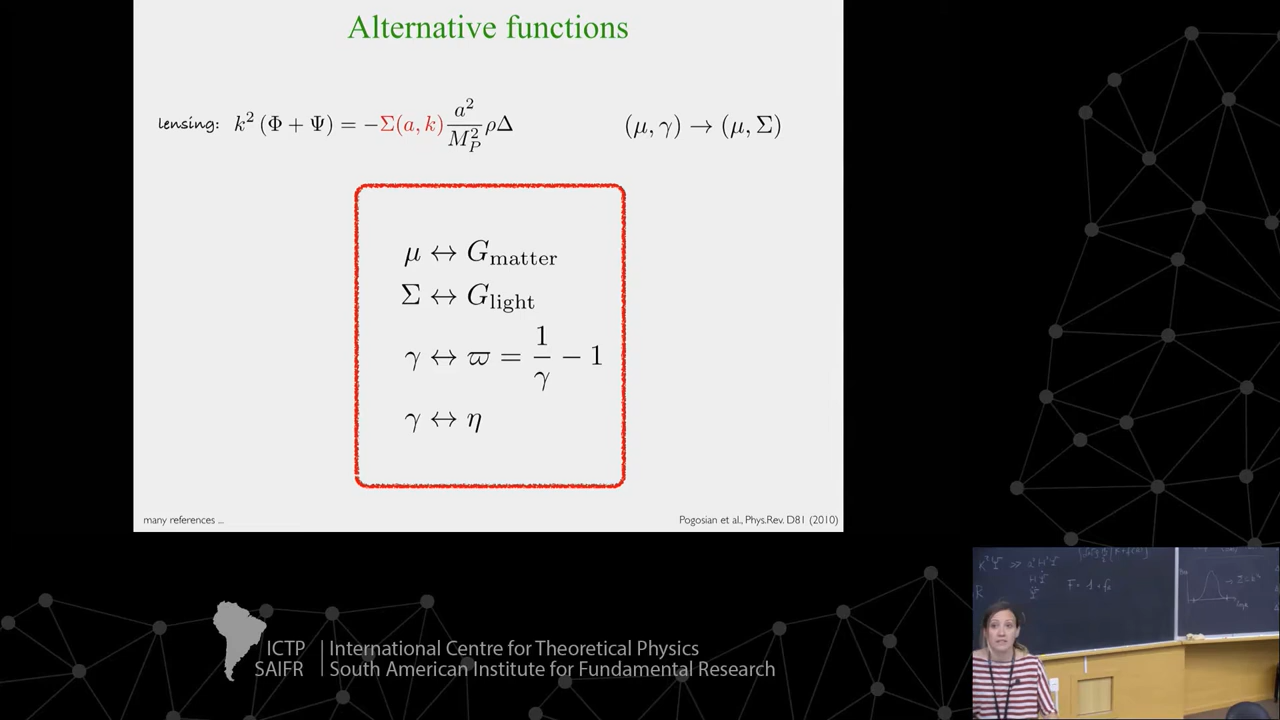 Alternative functions
lensing: k² (Φ + Ψ) = −Σ(a, k) a²/M_P² ρΔ
(μ, γ) → (μ, Σ)
μ ↔ G_matter
Σ ↔ G_light
γ ↔ ϖ = 1/γ − 1
γ ↔ η
many references ...
Pogosian et al., Phys.Rev. D81 (2010)
ICTP | International Centre for Theoretical Physics
SAIFR | South American Institute for Fundamental Research